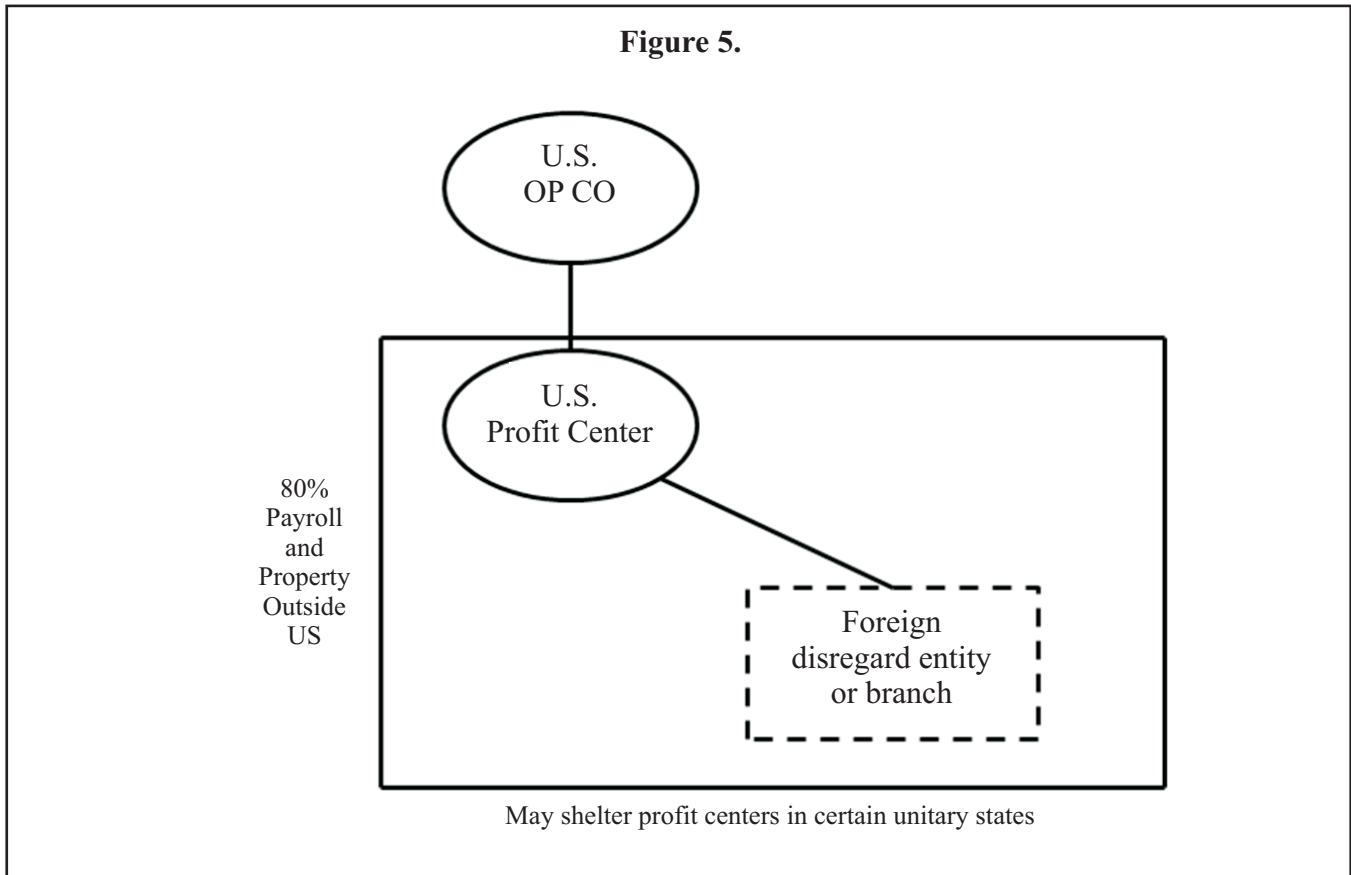 Figure 5.
U.S.
OP CO
U.S.
Profit Center
80%
Payroll
and
Property
Outside
US
Foreign
disregard entity
or branch
May shelter profit centers in certain unitary states